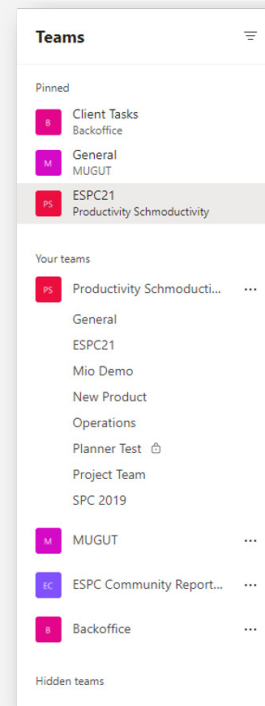 Teams
Pinned
B
Client Tasks
Backoffice
M
General
MUGUT
PS
ESPC21
Productivity Schmoductivity
Your teams
PS
Productivity Schmoducti...
General
ESPC21
Mio Demo
New Product
Operations
Planner Test
Project Team
SPC 2019
M
MUGUT
EC
ESPC Community Report...
B
Backoffice
Hidden teams